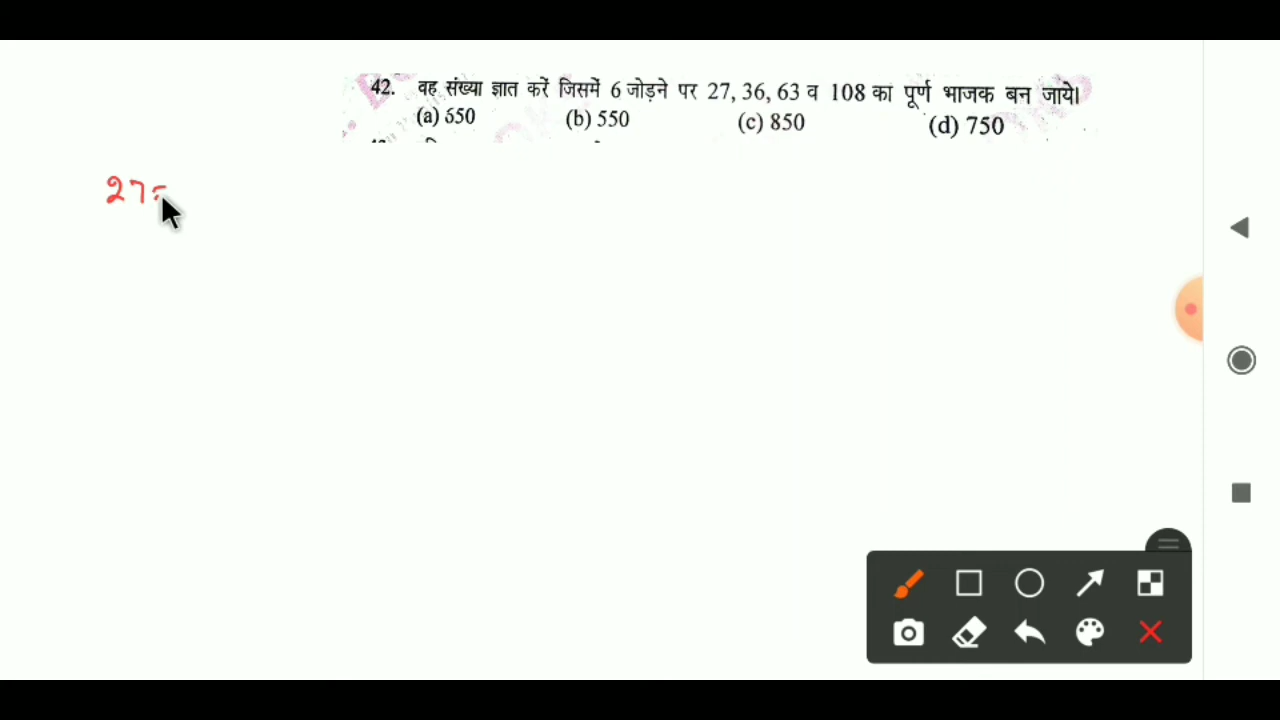 42. वह संख्या ज्ञात करें जिसमें 6 जोड़ने पर 27, 36, 63 व 108 का पूर्ण भाजक बन जाये।
(a) 650 (b) 550 (c) 850 (d) 750
27=